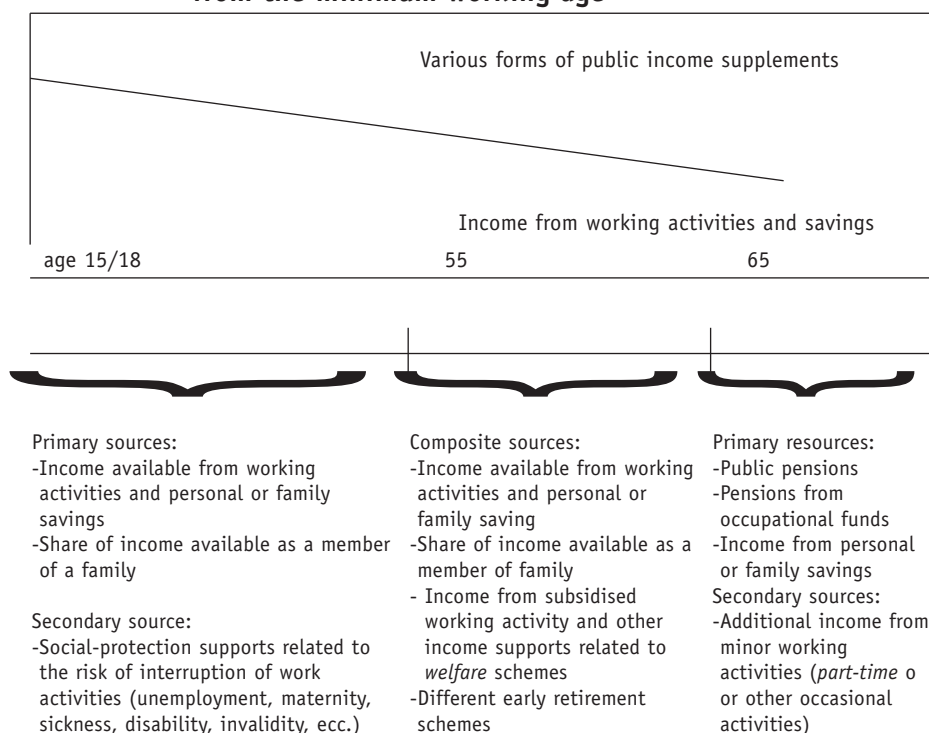 from the minimum working age
Various forms of public income supplements
Income from working activities and savings
age 15/18 55 65
Primary sources:
-Income available from working
activities and personal or family
savings
-Share of income available as a member
of a family
Secondary source:
-Social-protection supports related to
the risk of interruption of work
activities (unemployment, maternity,
sickness, disability, invalidity, ecc.)
Composite sources:
-Income available from working
activities and personal or
family saving
-Share of income available as a
member of family
- Income from subsidised
working activity and other
income supports related to
welfare schemes
-Different early retirement
schemes
Primary resources:
-Public pensions
-Pensions from
occupational funds
-Income from personal
or family savings
Secondary sources:
-Additional income from
minor working
activities (part-time o
or other occasional
activities)